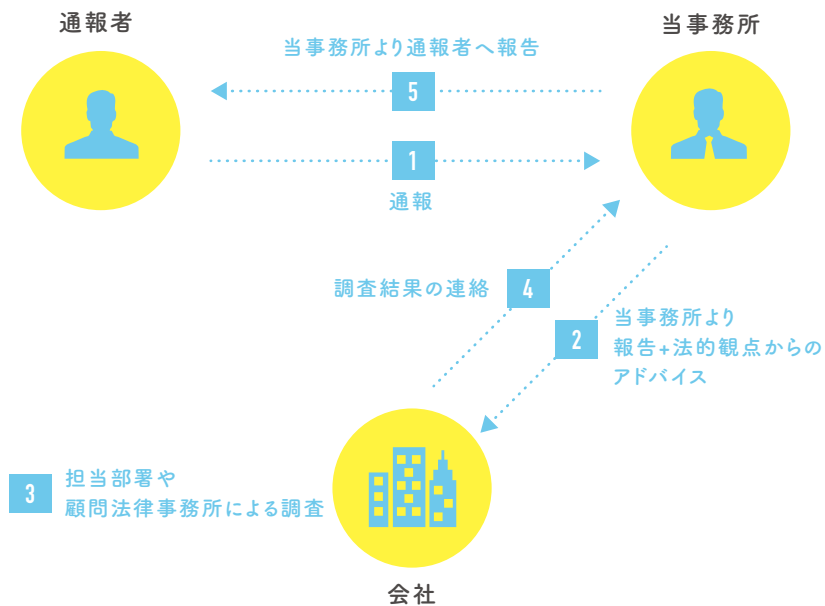 通報者
当事務所
当事務所より通報者へ報告
5
1
通報
調査結果の連絡
4
2
当事務所より
報告+法的観点からの
アドバイス
3
担当部署や
顧問法律事務所による調査
会社